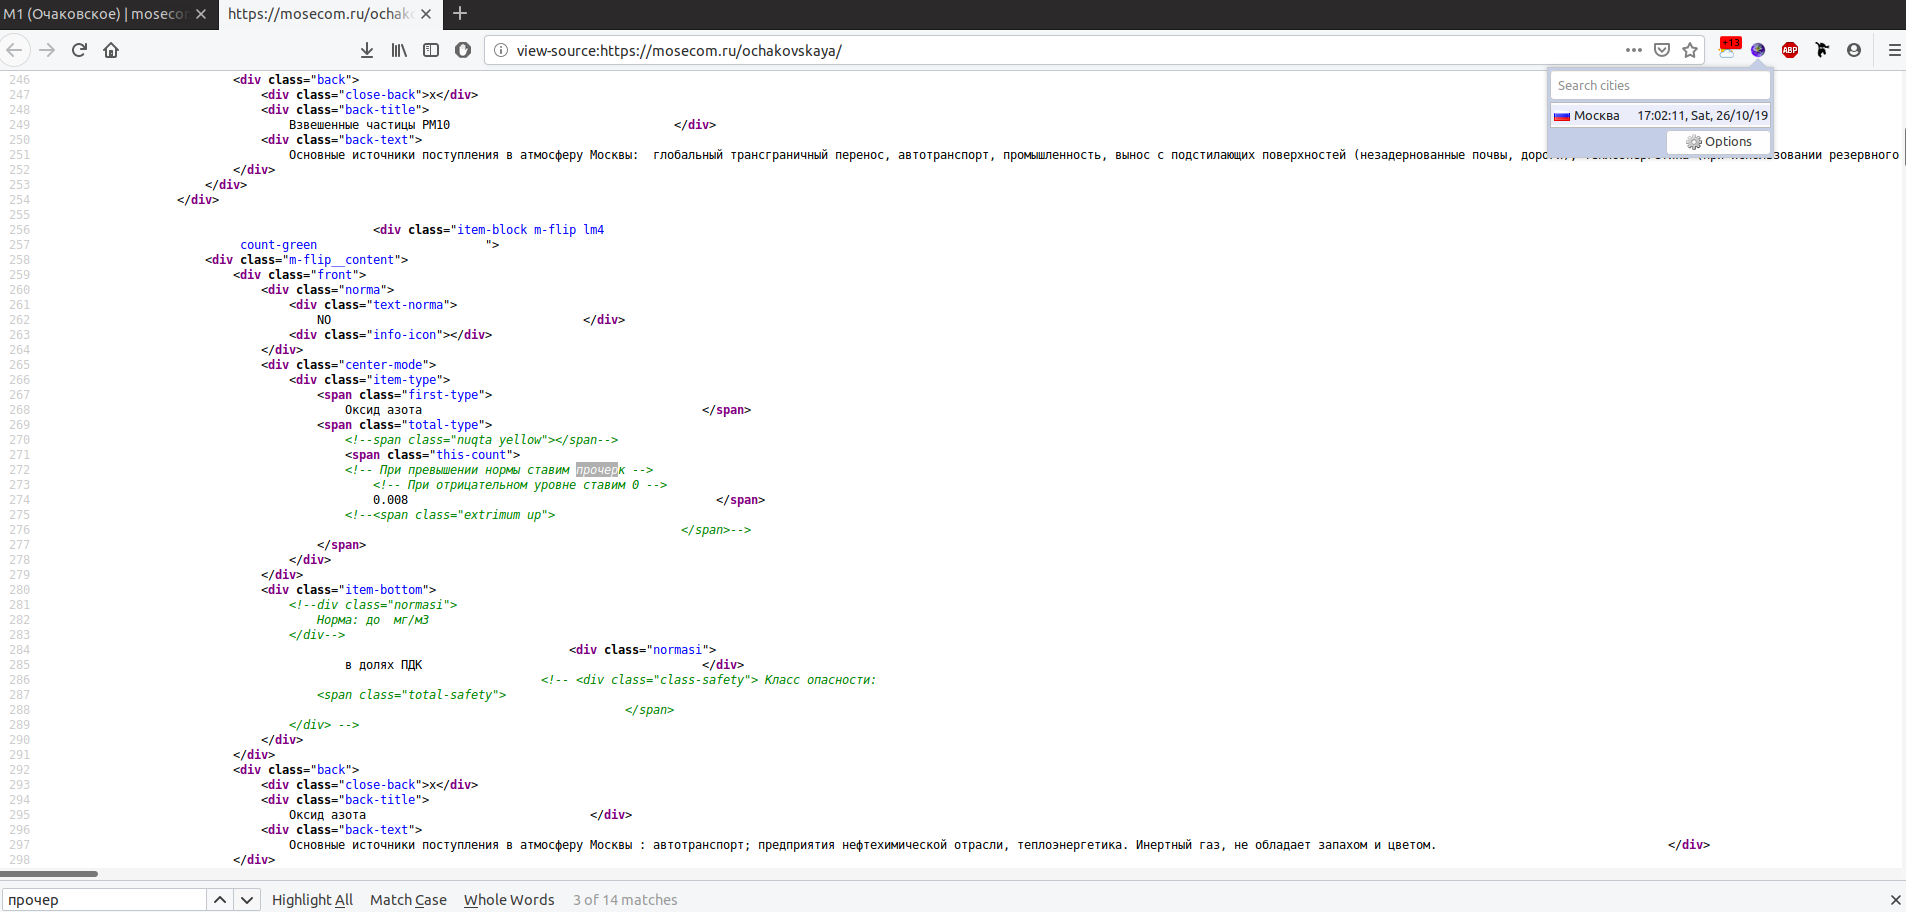 М1 (Очаковское) | mosecom
https://mosecom.ru/ochako
view-source:https://mosecom.ru/ochakovskaya/
+13
ABP
Search cities
Москва 17:02:11, Sat, 26/10/19
Options
246 <div class="back">
247 <div class="close-back">x</div>
248 <div class="back-title">
249 Взвешенные частицы PM10 </div>
250 <div class="back-text">
251 Основные источники поступления в атмосферу Москвы: глобальный трансграничный перенос, автотранспорт, промышленность, вынос с подстилающих поверхностей (незадернованные почвы, дороги), теплоэнергетика (при использовании резервного
252 </div>
253 </div>
254 </div>
255
256 <div class="item-block m-flip lm4
257 count-green ">
258 <div class="m-flip__content">
259 <div class="front">
260 <div class="norma">
261 <div class="text-norma">
262 NO </div>
263 <div class="info-icon"></div>
264 </div>
265 <div class="center-mode">
266 <div class="item-type">
267 <span class="first-type">
268 Оксид азота </span>
269 <span class="total-type">
270 <!--span class="nuqta yellow"></span-->
271 <span class="this-count">
272 <!-- При превышении нормы ставим прочерк -->
273 <!-- При отрицательном уровне ставим 0 -->
274 0.008 </span>
275 <!--<span class="extrimum up">
276 </span>-->
277 </span>
278 </div>
279 </div>
280 <div class="item-bottom">
281 <!--div class="normasi">
282 Норма: до мг/м3
283 </div-->
284 <div class="normasi">
285 в долях ПДК </div>
286 <!-- <div class="class-safety"> Класс опасности:
287 <span class="total-safety">
288 </span>
289 </div> -->
290 </div>
291 </div>
292 <div class="back">
293 <div class="close-back">x</div>
294 <div class="back-title">
295 Оксид азота </div>
296 <div class="back-text">
297 Основные источники поступления в атмосферу Москвы : автотранспорт; предприятия нефтехимической отрасли, теплоэнергетика. Инертный газ, не обладает запахом и цветом. </div>
298 </div>
прочер Highlight All Match Case Whole Words 3 of 14 matches